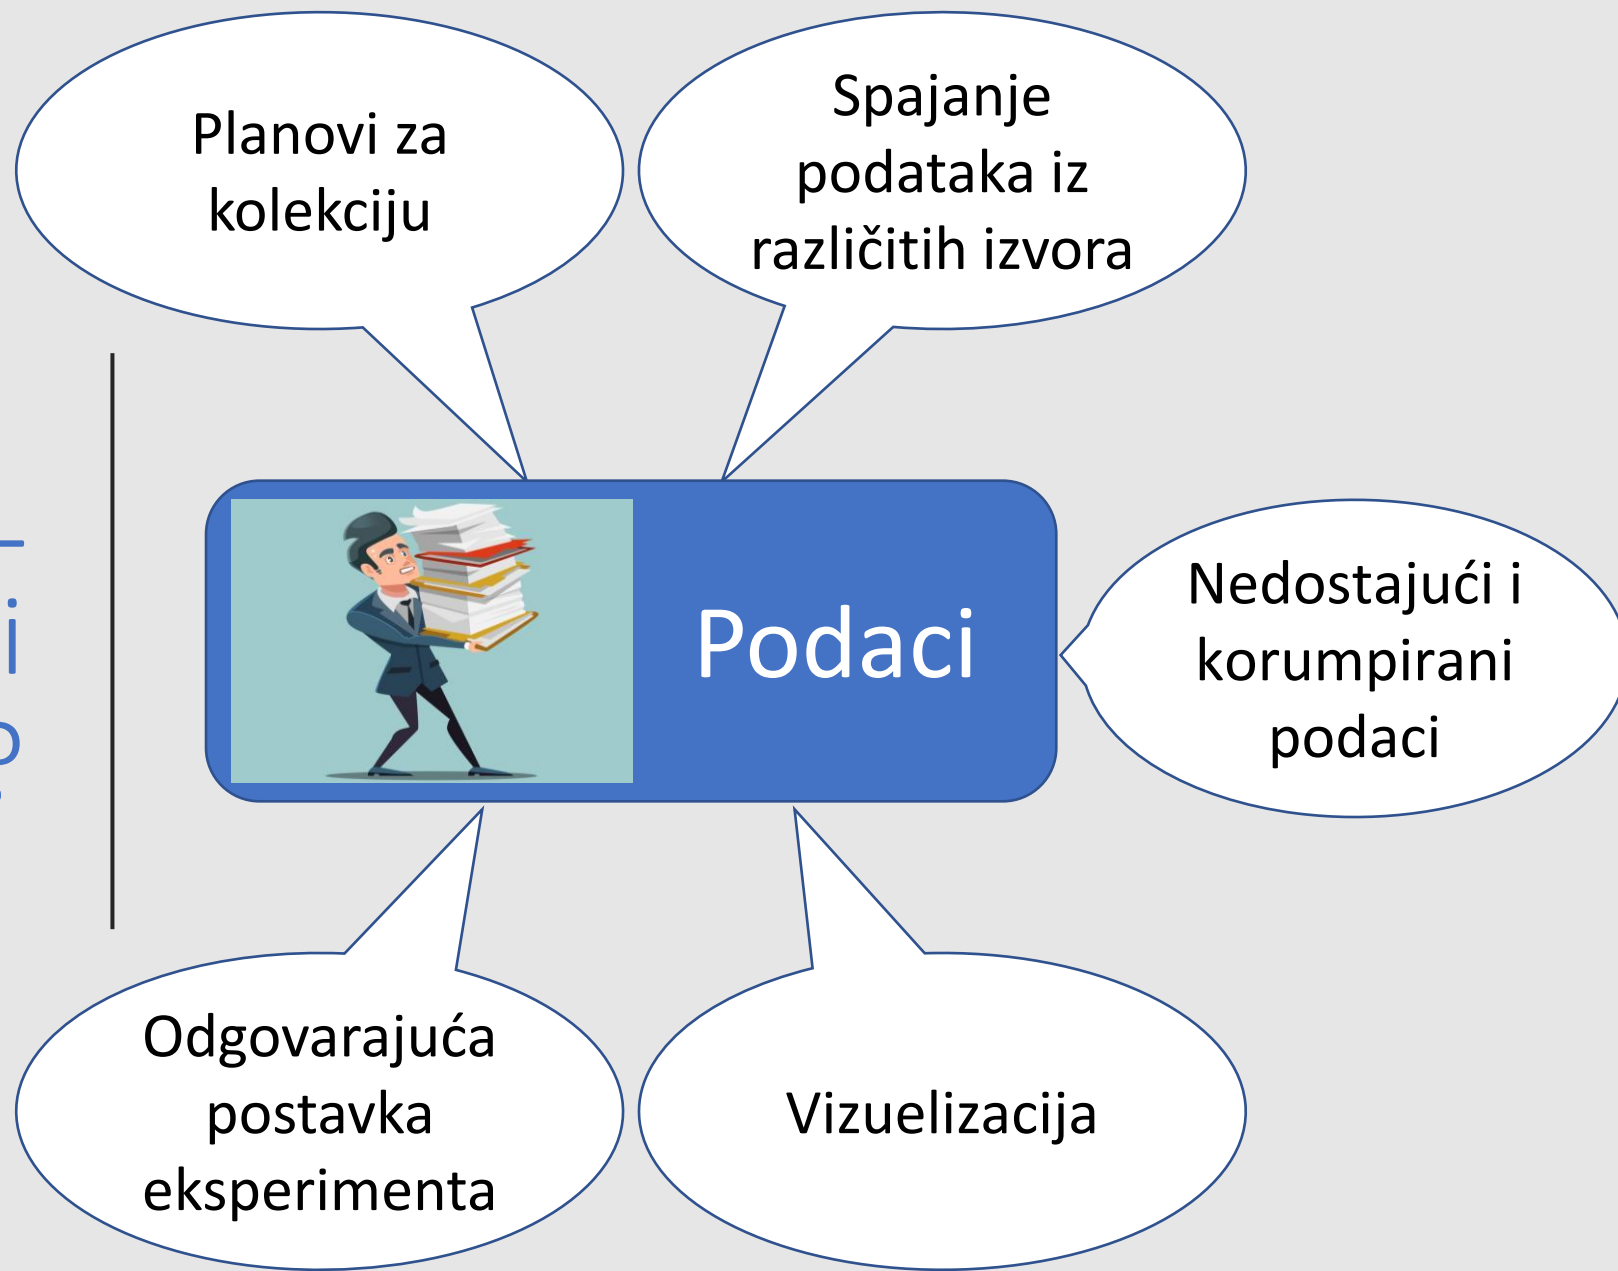 Planovi za
kolekciju
Spajanje
podataka iz
različitih izvora
Podaci
Nedostajući i
korumpirani
podaci
Odgovarajuća
postavka
eksperimenta
Vizuelizacija